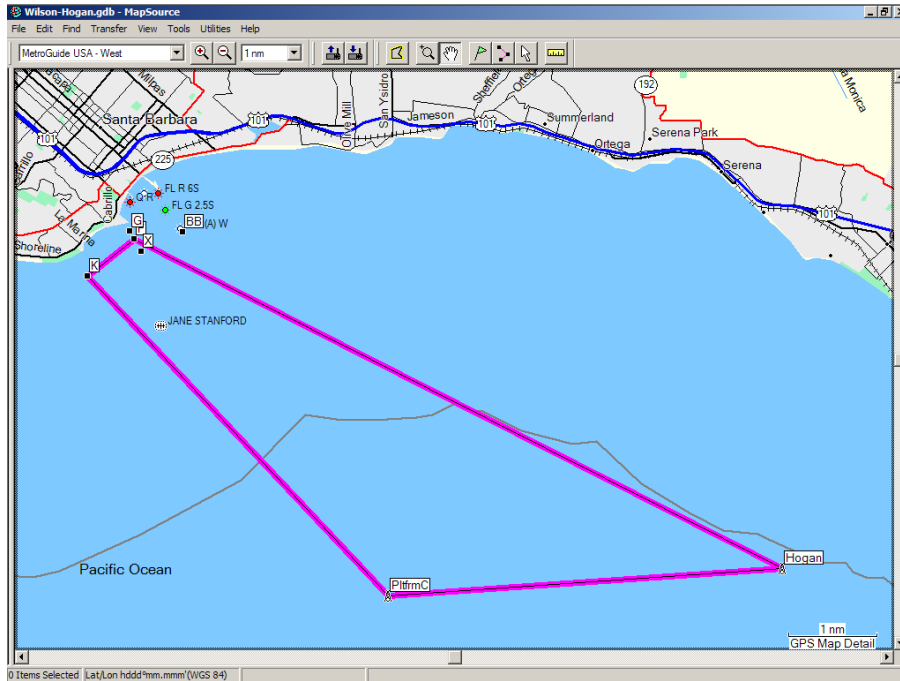 Wilson-Hogan.gdb - MapSource
File Edit Find Transfer View Tools Utilities Help
MetroGuide USA - West
1 nm
192
Milpas
Santa Barbara
101
Olive Mill
San Ysidro
Jameson
Sheffield
Ortega
101
Summerland
Serena Park
Ortega
Serena
101
101
225
Cabrillo
La Marina
Shoreline
FL R 6S
Q R
FL G 2.5S
G
BB
(A) W
X
K
JANE STANFORD
Pacific Ocean
PltfrmC
Hogan
1 nm
GPS Map Detail
0 Items Selected
Lat/Lon hddd°mm.mmm'(WGS 84)